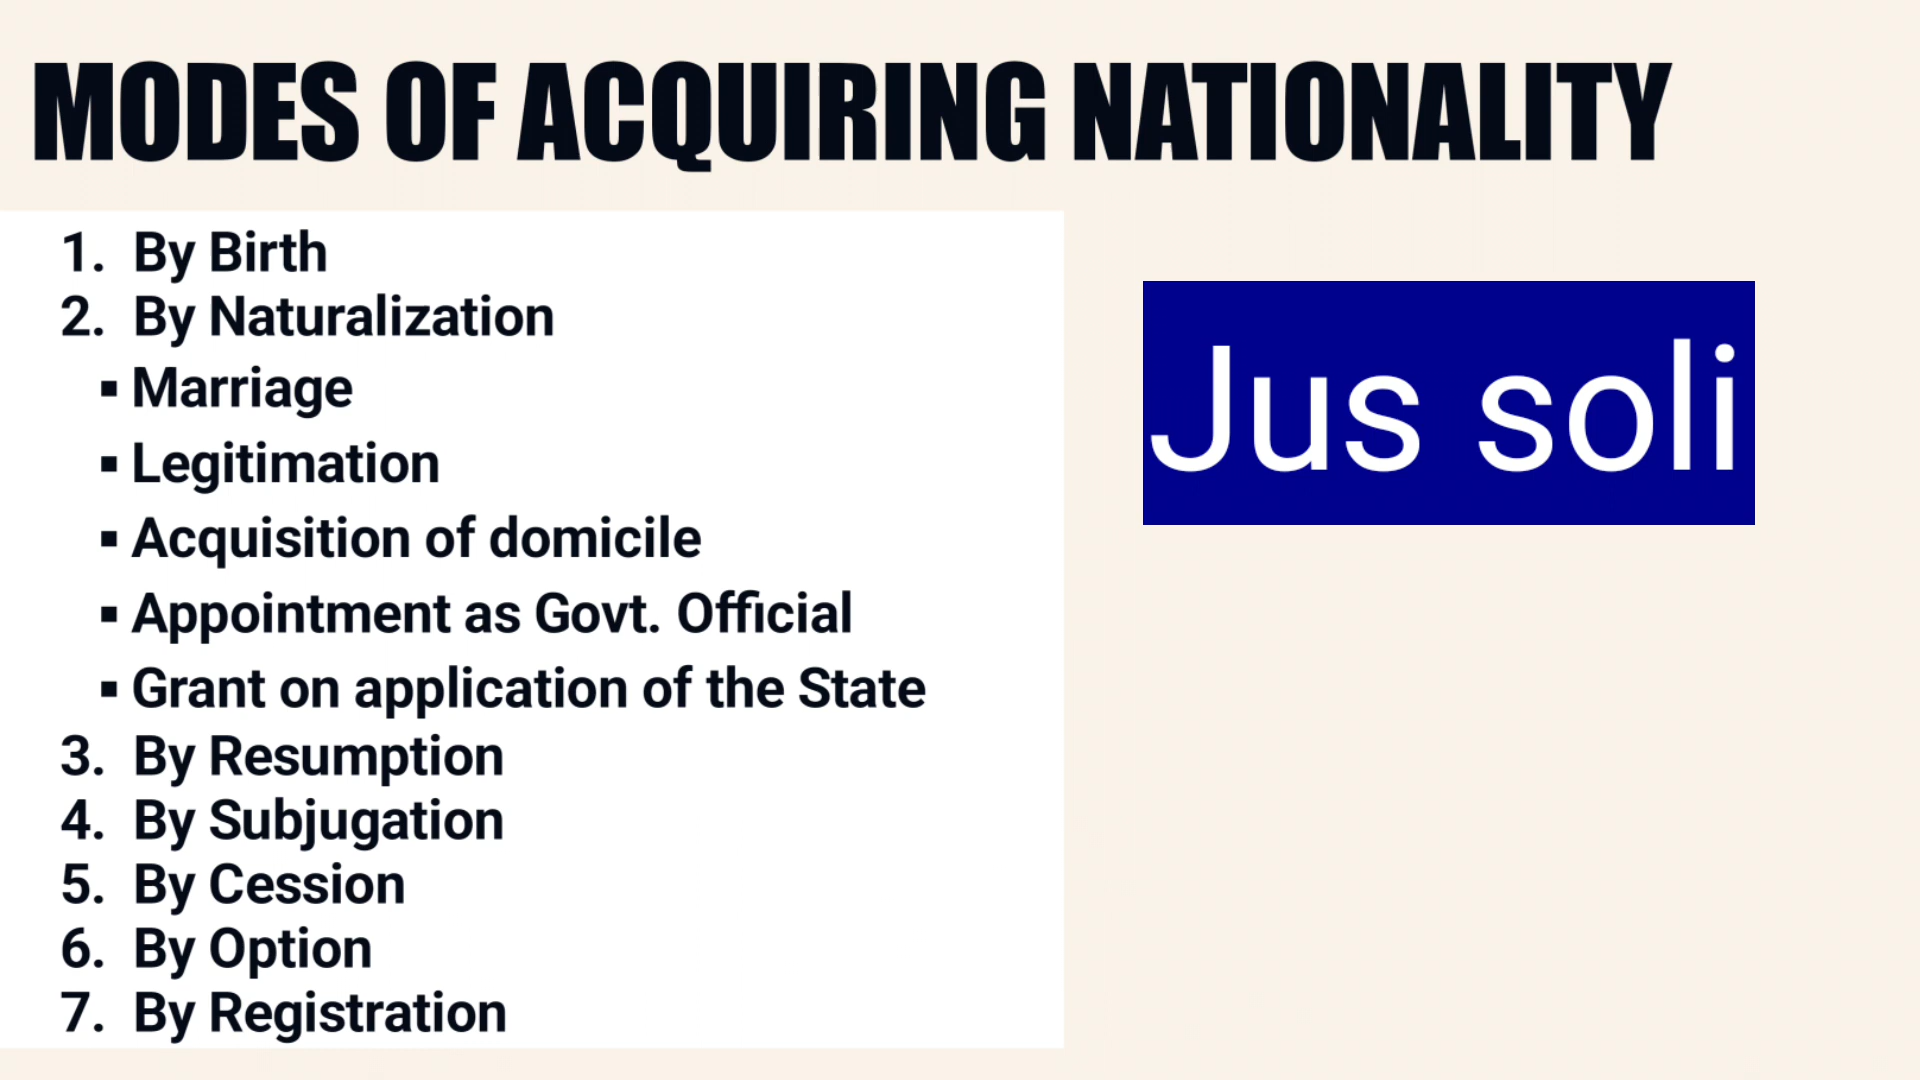 MODES OF ACQUIRING NATIONALITY
1. By Birth
2. By Naturalization
▪ Marriage
▪ Legitimation
▪ Acquisition of domicile
▪ Appointment as Govt. Official
▪ Grant on application of the State
3. By Resumption
4. By Subjugation
5. By Cession
6. By Option
7. By Registration
Jus soli